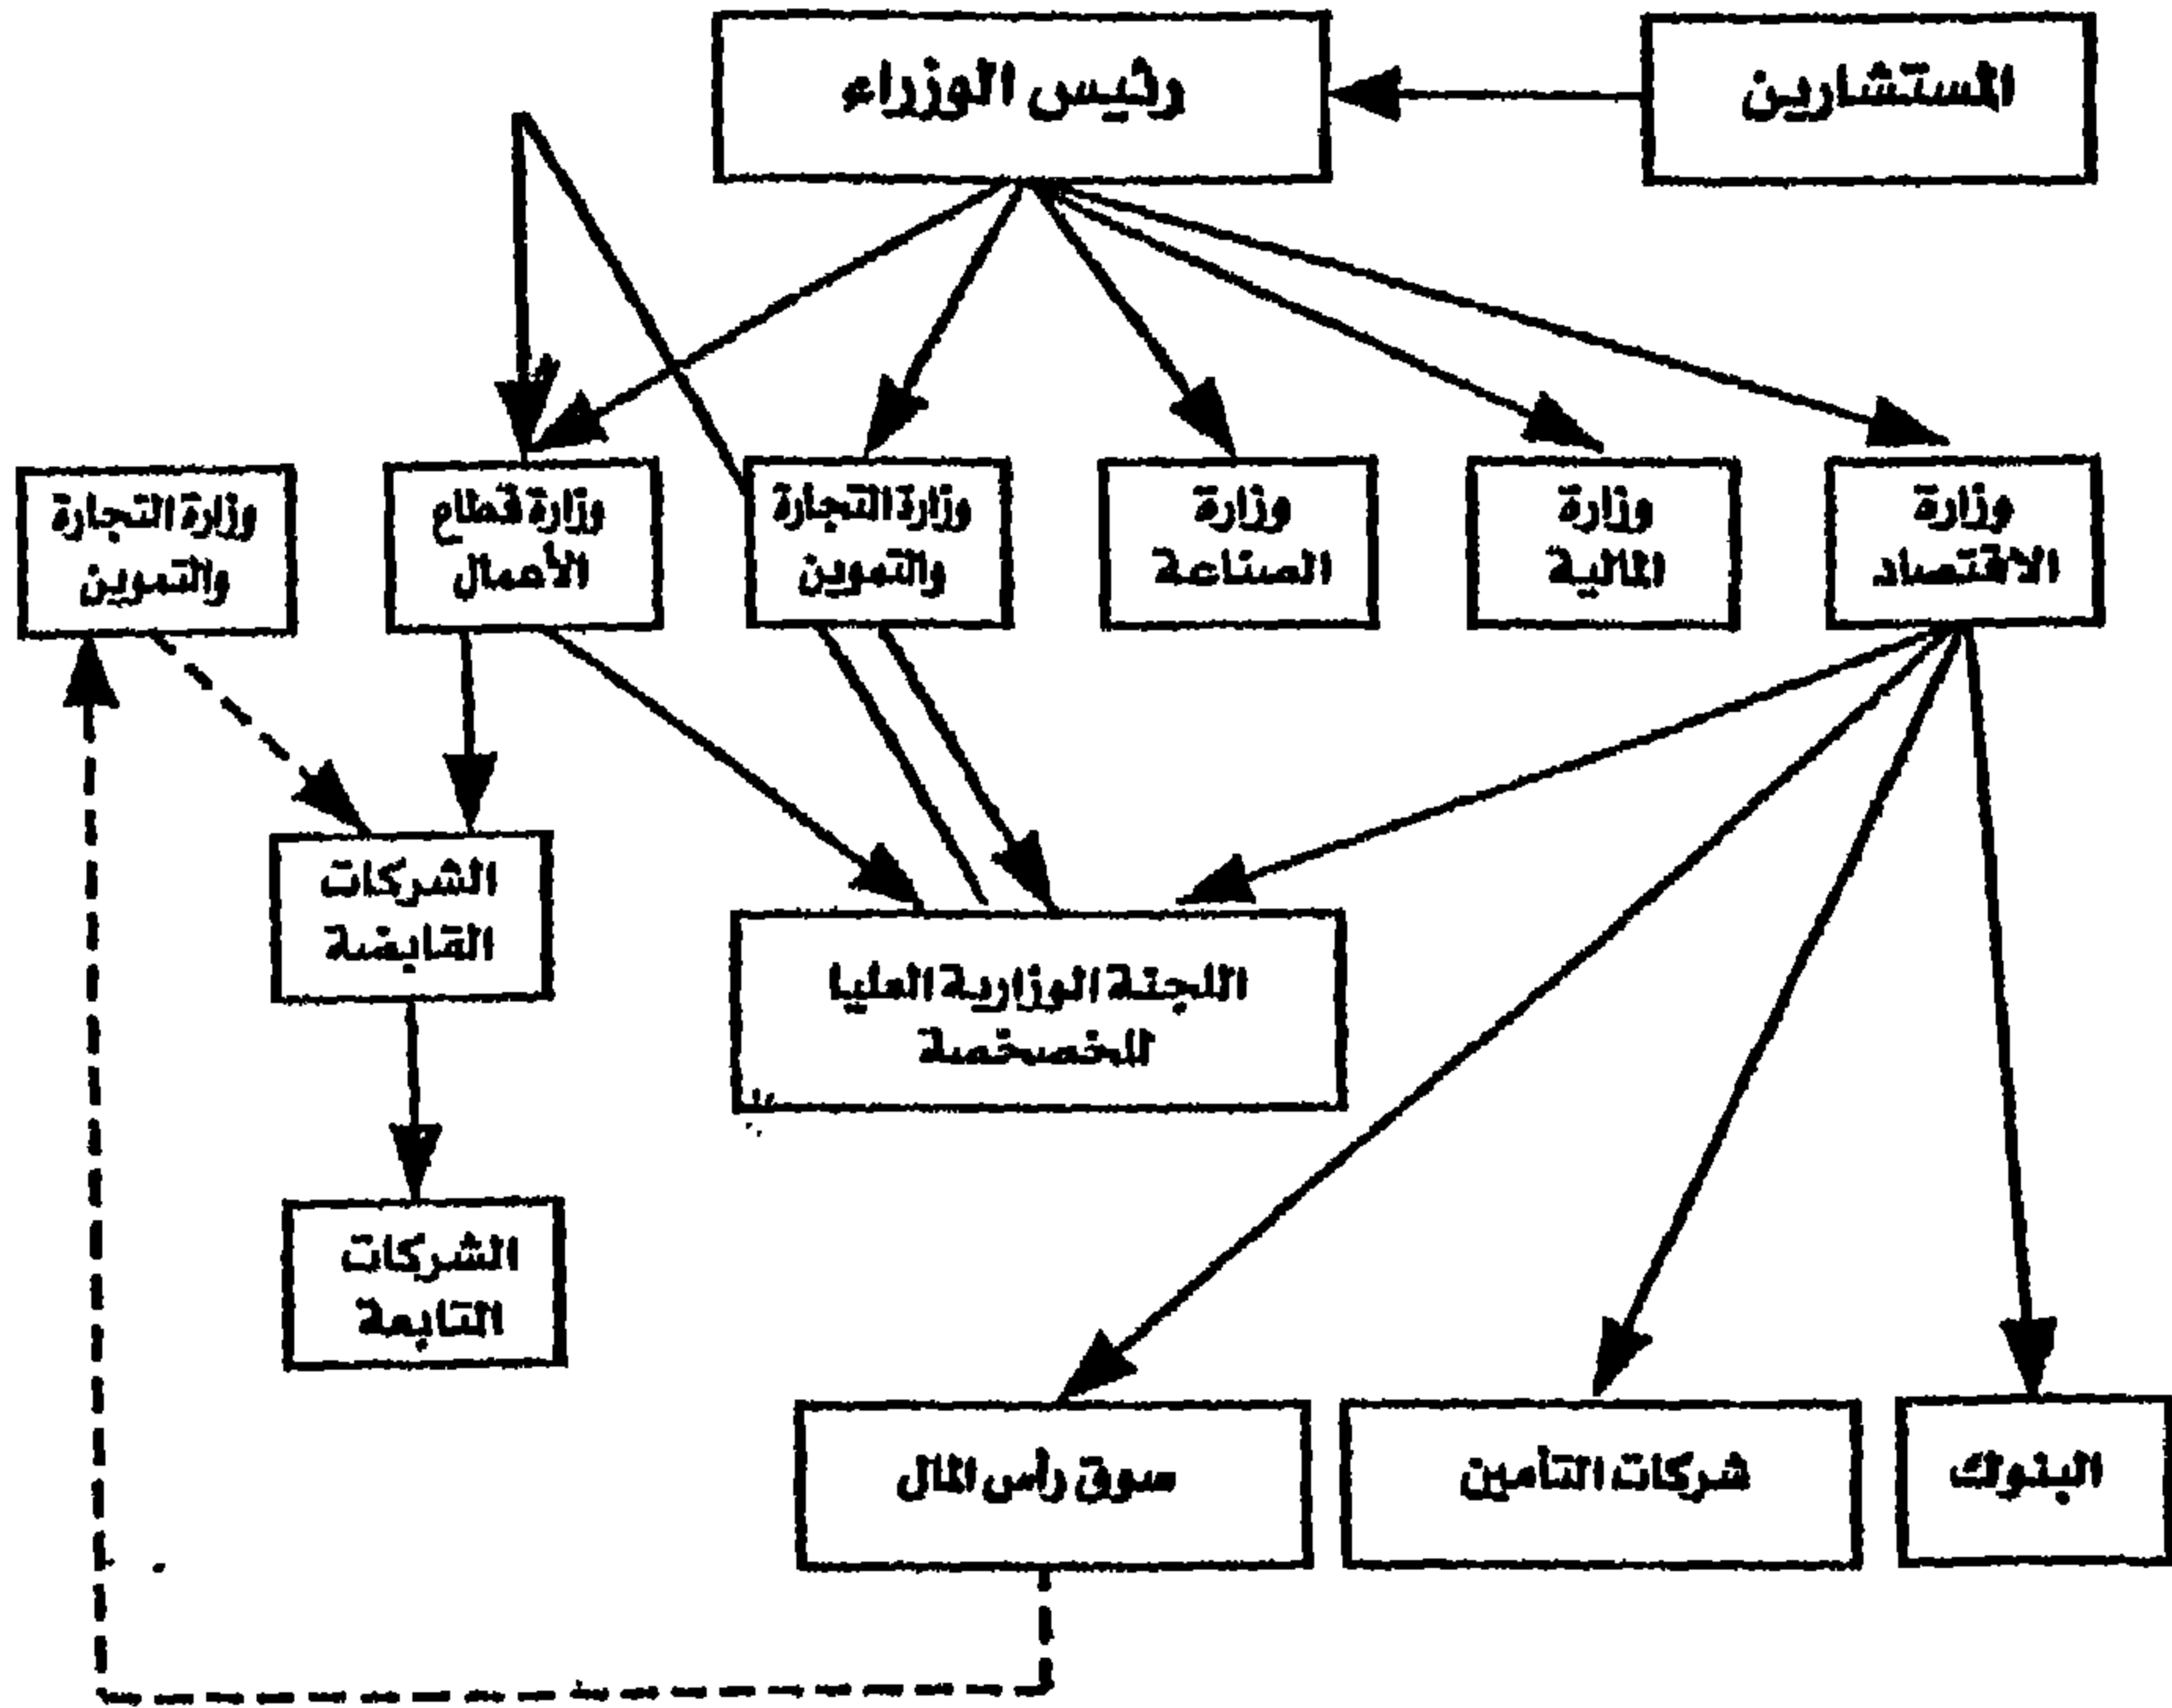 المستشارين
رئيس الوزراء
وزارة
الاقتصاد
وزارة
المالية
وزارة
الصناعة
وزارة التجارة
والتموين
وزارة قطاع
الأعمال
وزارة التجارة
والتموين
الشركات
القابضة
اللجنة الوزارية العليا
للخصخصة
الشركات
التابعة
البنوك
شركات التأمين
سوق رأس المال